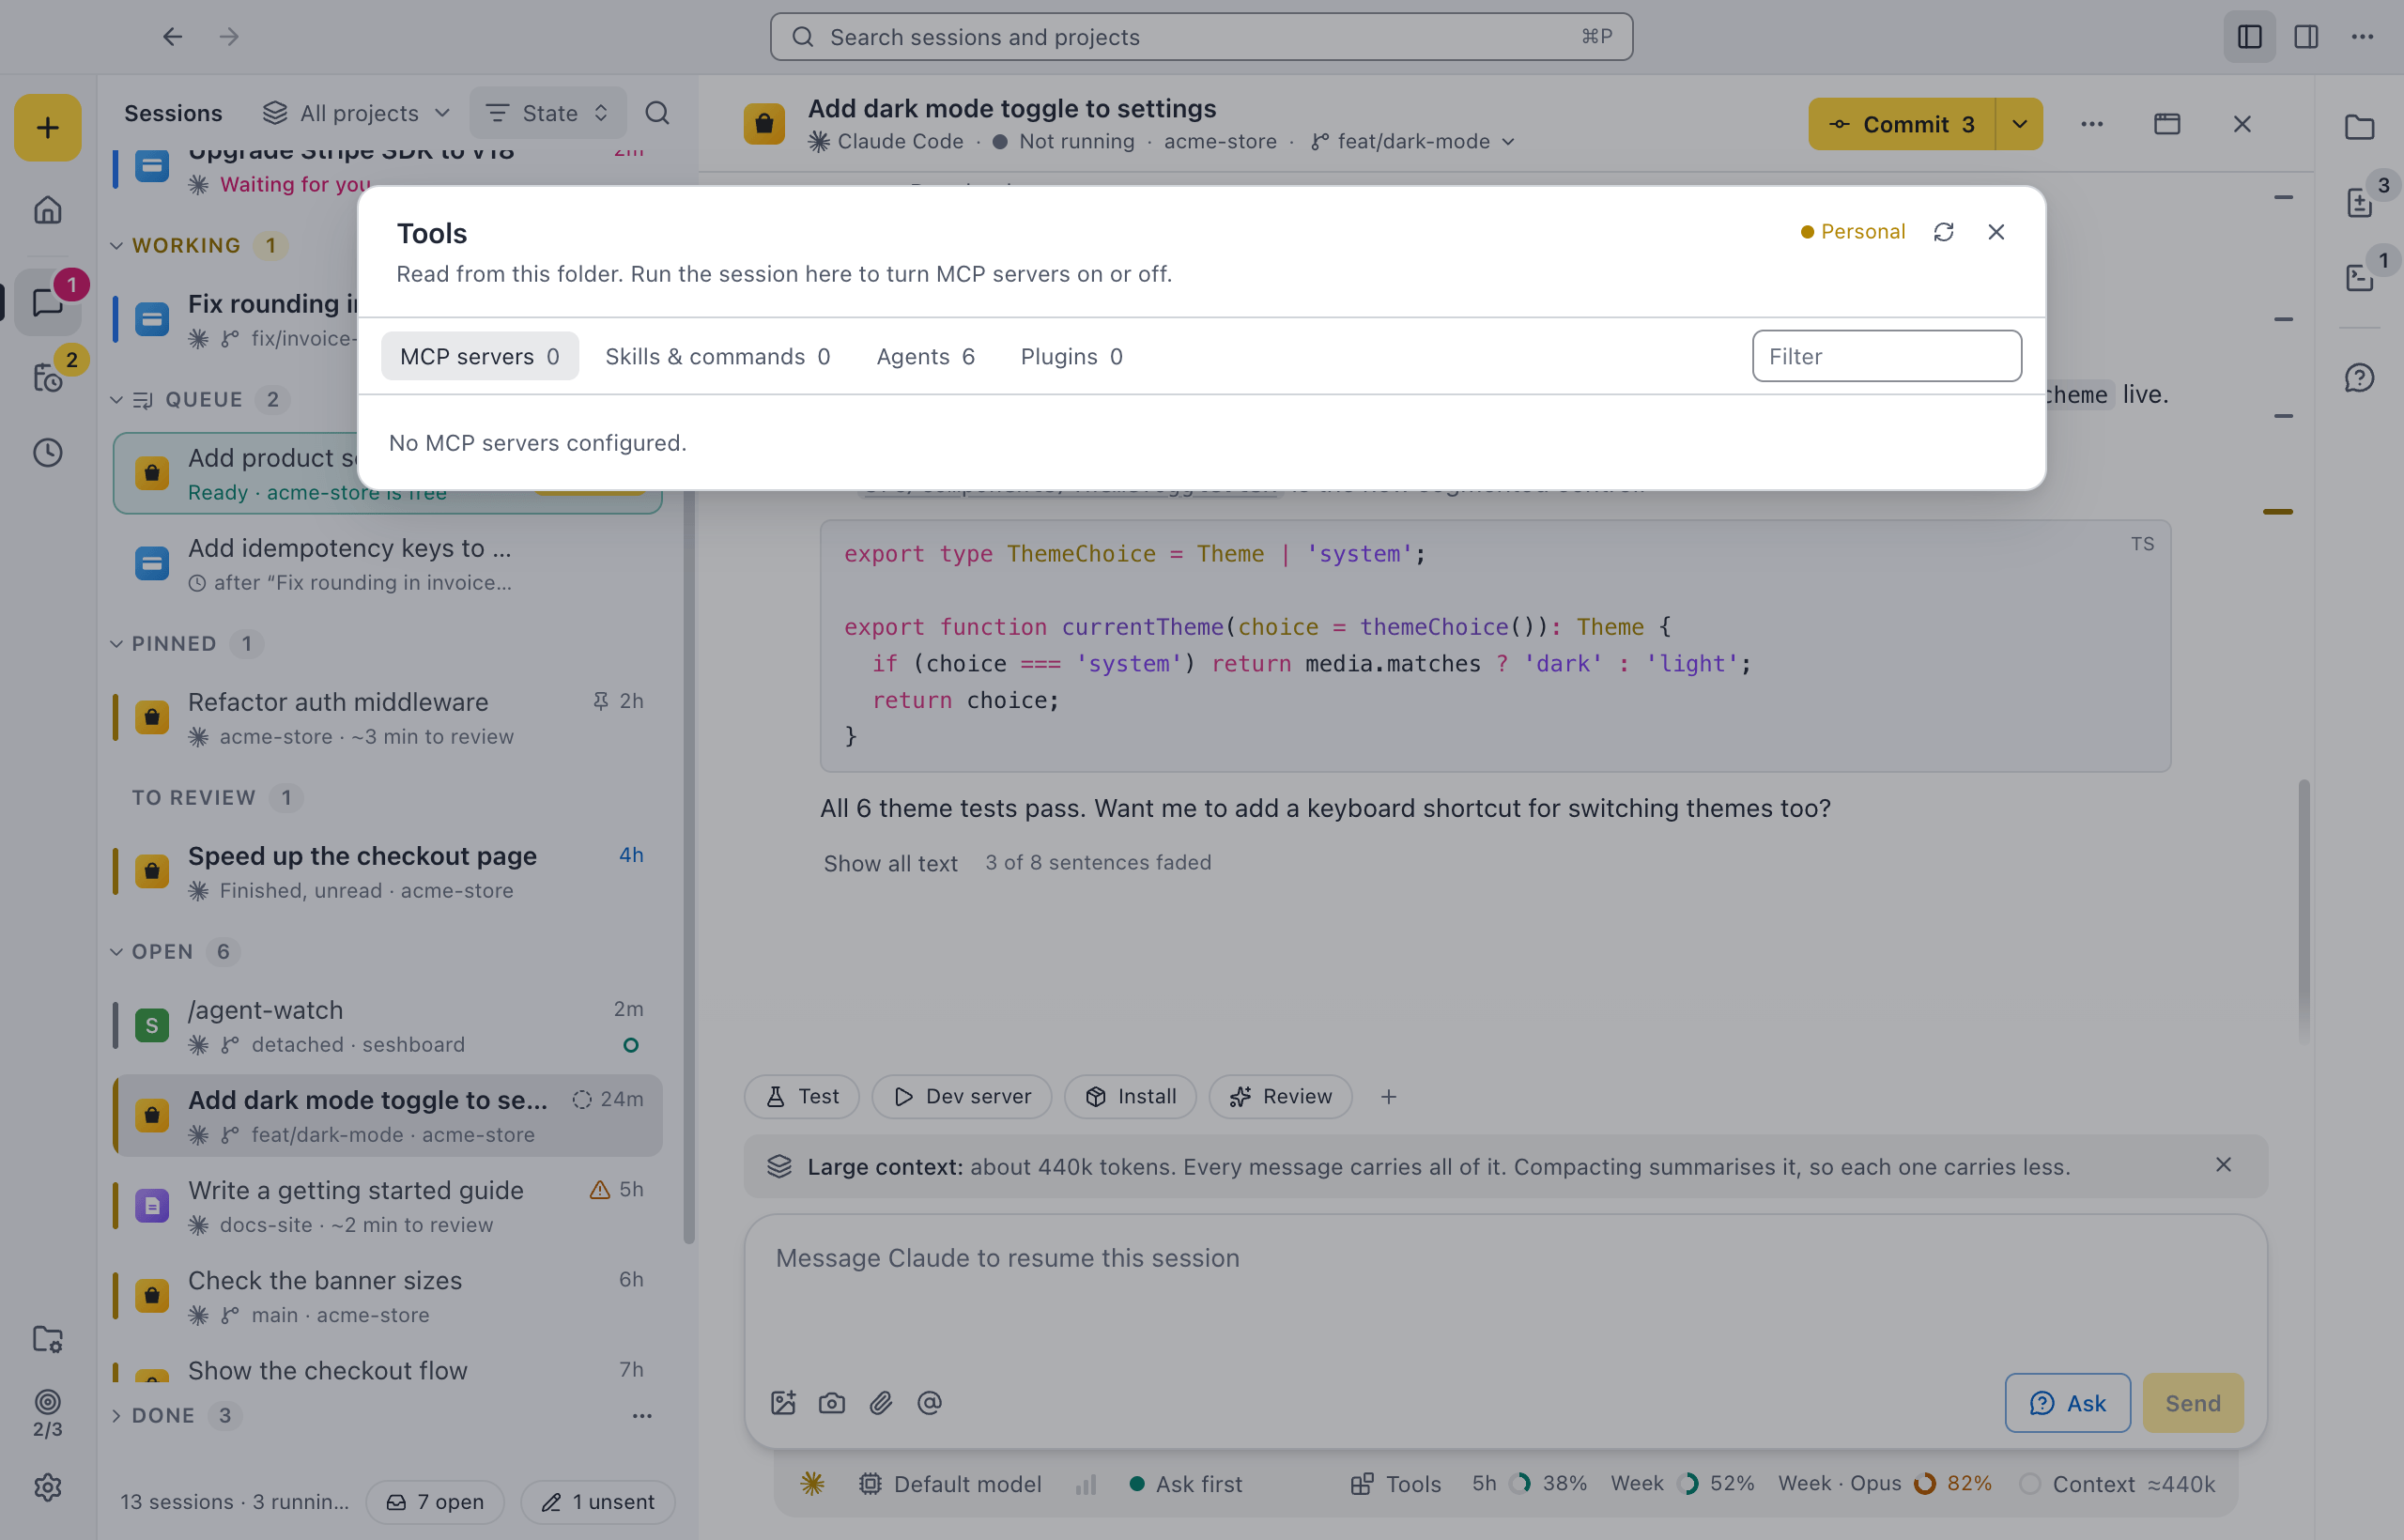 Search sessions and projects ⌘P
Sessions All projects State
Upgrade Stripe SDK to v18 2m
Waiting for you
WORKING 1
Fix rounding i
fix/invoice-
QUEUE 2
Add product s
Ready · acme-store is free
Add idempotency keys to ...
after “Fix rounding in invoice...
PINNED 1
Refactor auth middleware 2h
acme-store · ~3 min to review
TO REVIEW 1
Speed up the checkout page 4h
Finished, unread · acme-store
OPEN 6
/agent-watch 2m
S
detached · seshboard
Add dark mode toggle to se... 24m
feat/dark-mode · acme-store
Write a getting started guide 5h
docs-site · ~2 min to review
Check the banner sizes 6h
main · acme-store
Show the checkout flow 7h
DONE 3
13 sessions · 3 runnin... 7 open 1 unsent
1
2
2/3
Add dark mode toggle to settings
Claude Code · Not running · acme-store · feat/dark-mode
Commit 3
3
1
Tools
Personal
Read from this folder. Run the session here to turn MCP servers on or off.
MCP servers 0 Skills & commands 0 Agents 6 Plugins 0
Filter
No MCP servers configured.
cheme live.
TS
export type ThemeChoice = Theme | 'system';
export function currentTheme(choice = themeChoice()): Theme {
if (choice === 'system') return media.matches ? 'dark' : 'light';
return choice;
}
All 6 theme tests pass. Want me to add a keyboard shortcut for switching themes too?
Show all text 3 of 8 sentences faded
Test Dev server Install Review
Large context: about 440k tokens. Every message carries all of it. Compacting summarises it, so each one carries less.
Message Claude to resume this session
Ask Send
Default model Ask first Tools 5h 38% Week 52% Week · Opus 82% Context ≈440k